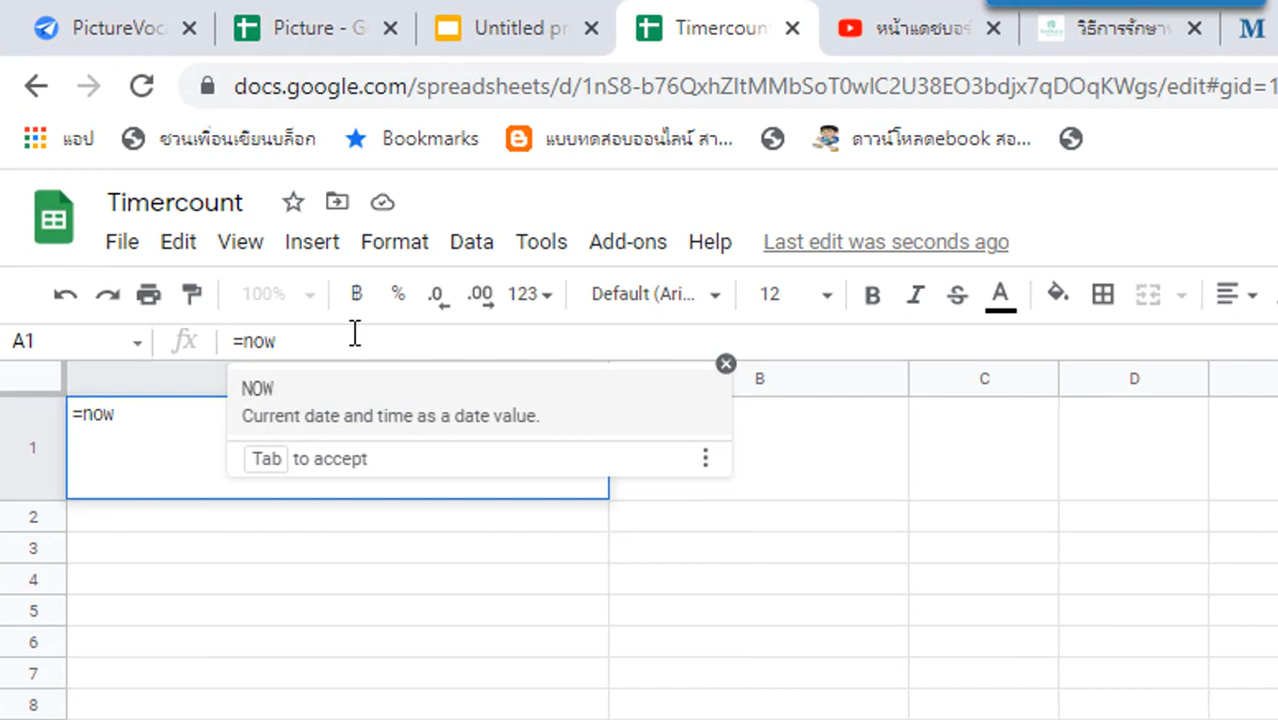 PictureVoc
Picture - G
Untitled pr
Timercoun
หน้าแดชบอร์
วิธีการรักษา
M
docs.google.com/spreadsheets/d/1nS8-b76QxhZItMMbSoT0wlC2U38EO3bdjx7qDOqKWgs/edit#gid=1
แอป
ชวนเพื่อนเขียนบล็อก
Bookmarks
แบบทดสอบออนไลน์ สา...
ดาวน์โหลดebook สอ...
Timercount
File Edit View Insert Format Data Tools Add-ons Help Last edit was seconds ago
100% B % .0 .00 123 Default (Ari... 12 B I S A
A1 fx =now
B C D
NOW
Current date and time as a date value.
Tab to accept
1 =now
2
3
4
5
6
7
8